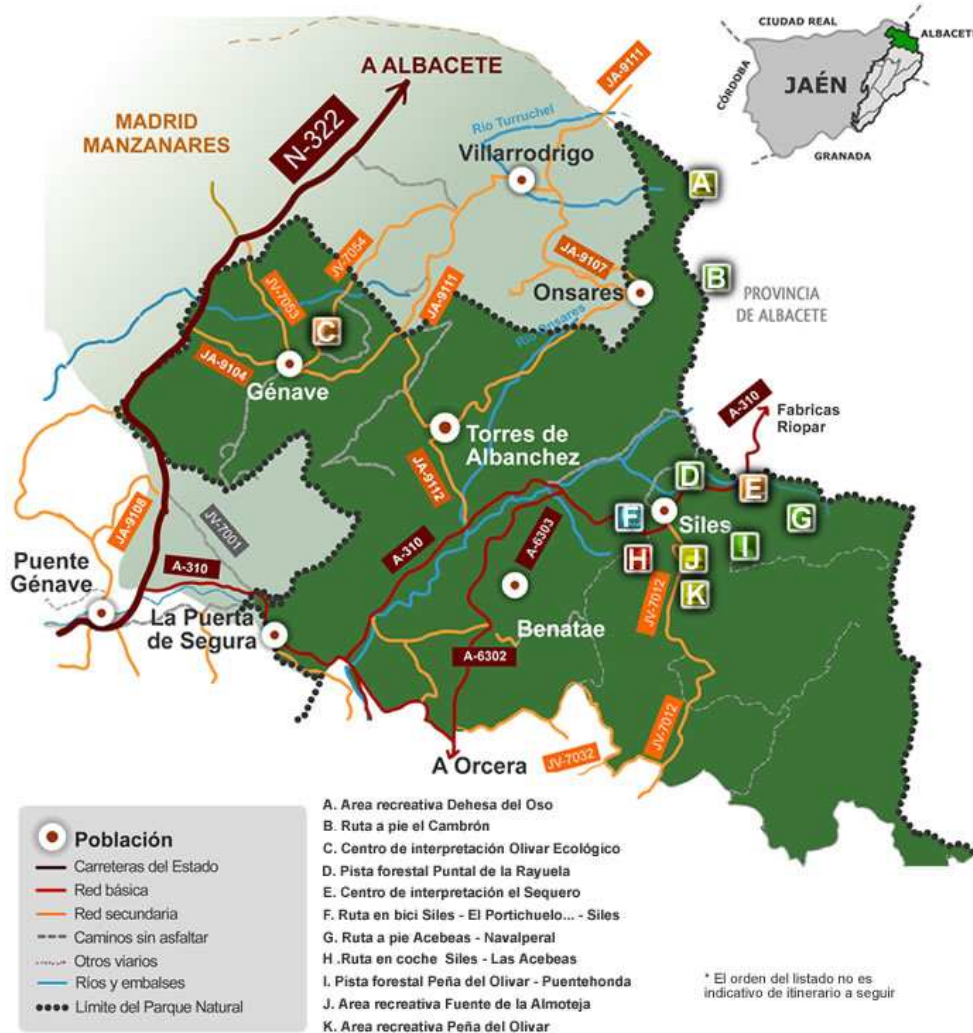 CIUDAD REAL
ALBACETE
CÓRDOBA
JAÉN
GRANADA
A ALBACETE
JA-9111
MADRID
MANZANARES
N-322
Rio Turruchel
Villarrodrigo
A
JV-7054
JA-9107
B
Onsares
PROVINCIA
DE ALBACETE
JV-7053
JA-9111
C
Rio Onsares
JA-9104
Génave
A-310
Fabricas
Riopar
Torres de
Albanchez
JA-9112
D
E
JA-9108
JV-7001
F
Siles
G
A-310
A-6303
H
J
I
Puente
Génave
A-310
K
JV-7012
La Puerta
de Segura
Benatae
A-6302
JV-7012
A Orcera
JV-7032
Población
Carreteras del Estado
Red básica
Red secundaria
Caminos sin asfaltar
Otros viarios
Ríos y embalses
Límite del Parque Natural
A. Area recreativa Dehesa del Oso
B. Ruta a pie el Cambrón
C. Centro de interpretación Olivar Ecológico
D. Pista forestal Puntal de la Rayuela
E. Centro de interpretación el Sequero
F. Ruta en bici Siles - El Portichuelo... - Siles
G. Ruta a pie Acebeas - Navalperal
H .Ruta en coche Siles - Las Acebeas
I. Pista forestal Peña del Olivar - Puentehonda
J. Area recreativa Fuente de la Almoteja
K. Area recreativa Peña del Olivar
* El orden del listado no es
indicativo de itinerario a seguir